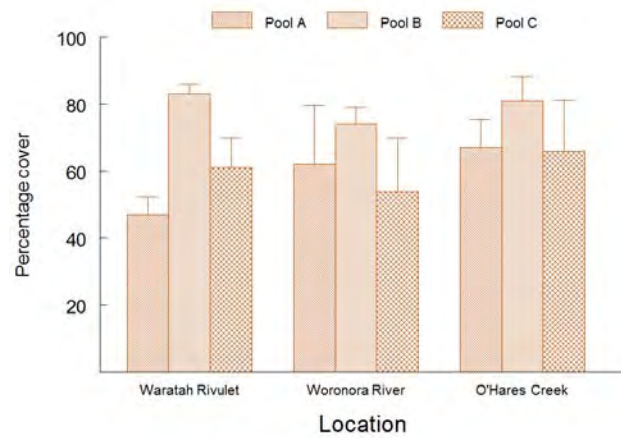 Pool A Pool B Pool C
100
80
60
40
20
Percentage cover
Waratah Rivulet Woronora River O'Hares Creek
Location